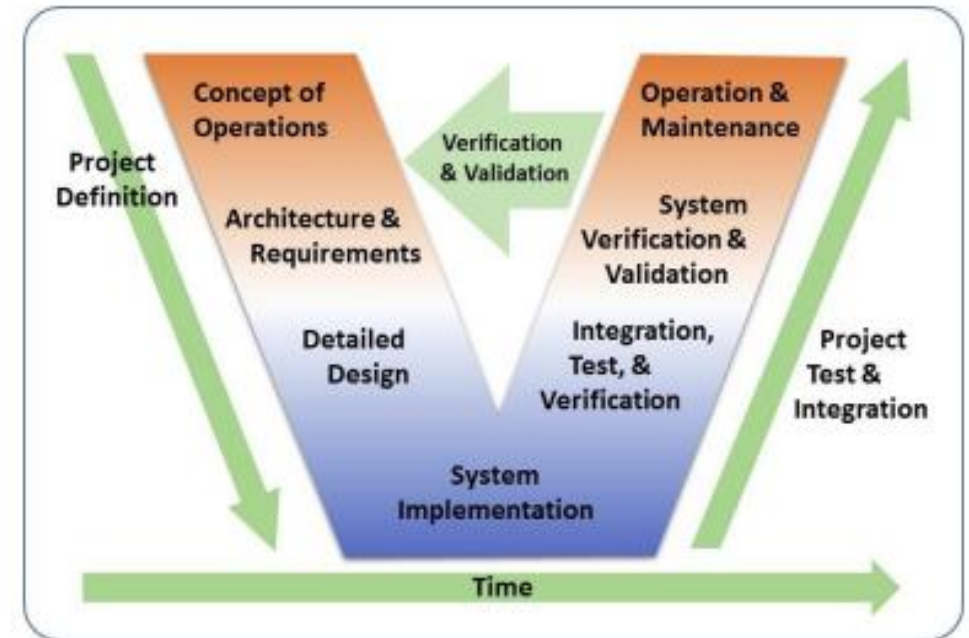 Concept of
Operations
Operation &
Maintenance
Verification
& Validation
Project
Definition
Architecture &
Requirements
System
Verification &
Validation
Detailed
Design
Integration,
Test, &
Verification
Project
Test &
Integration
System
Implementation
Time